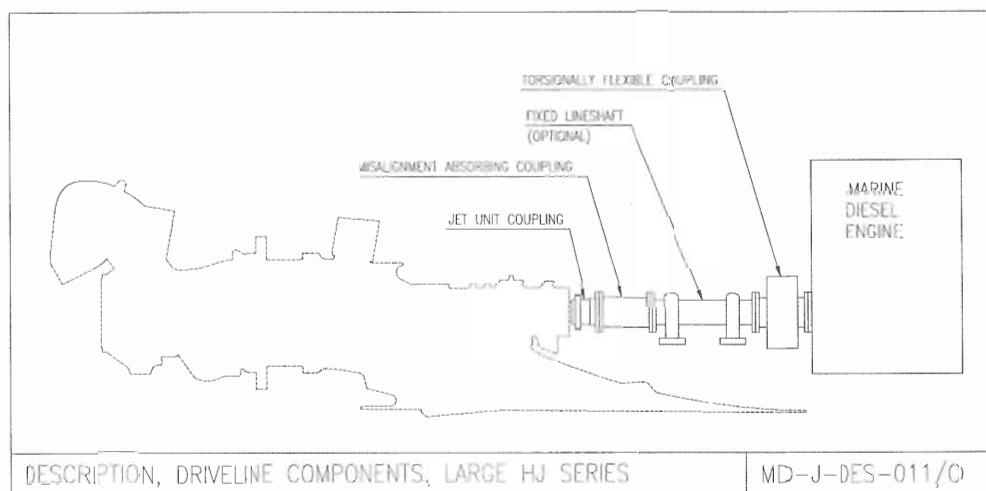 TORSIONALLY FLEXIBLE COUPLING
FIXED LINESHAFT
(OPTIONAL)
MISALIGNMENT ABSORBING COUPLING
JET UNIT COUPLING
MARINE
DIESEL
ENGINE
DESCRIPTION, DRIVELINE COMPONENTS, LARGE HJ SERIES
MD-J-DES-011/0